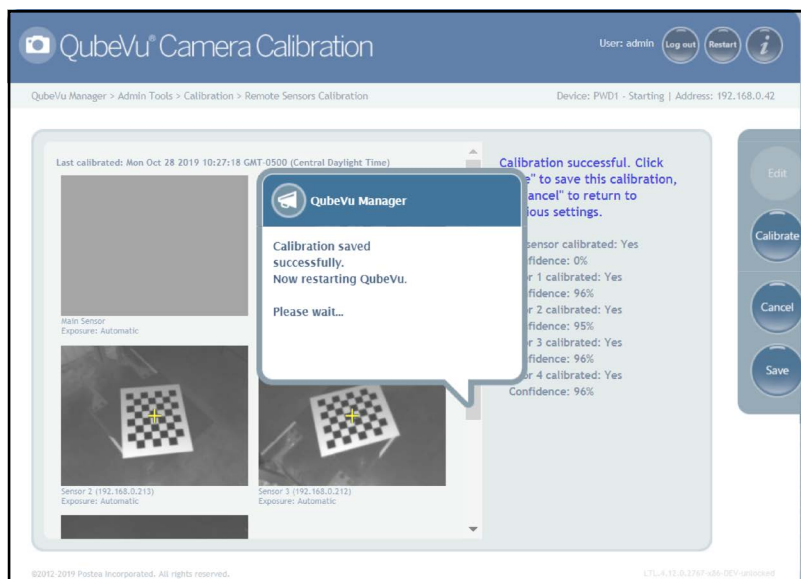 QubeVu® Camera Calibration
User: admin
Log out
Restart
i
QubeVu Manager > Admin Tools > Calibration > Remote Sensors Calibration
Device: PWD1 - Starting | Address: 192.168.0.42
Last calibrated: Mon Oct 28 2019 10:27:18 GMT-0500 (Central Daylight Time)
Main Sensor
Exposure: Automatic
Sensor 2 (192.168.0.213)
Exposure: Automatic
Sensor 3 (192.168.0.212)
Exposure: Automatic
QubeVu Manager
Calibration saved
successfully.
Now restarting QubeVu.
Please wait...
Calibration successful. Click
e" to save this calibration,
ancel" to return to
ious settings.
sensor calibrated: Yes
fidence: 0%
r 1 calibrated: Yes
fidence: 96%
r 2 calibrated: Yes
fidence: 95%
r 3 calibrated: Yes
fidence: 96%
r 4 calibrated: Yes
Confidence: 96%
Edit
Calibrate
Cancel
Save
©2012-2019 Postea Incorporated. All rights reserved.